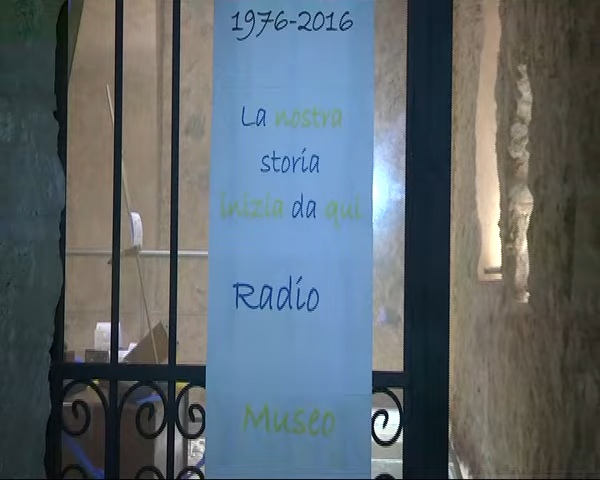 1976-2016
La nostra
storia
inizia da qui
Radio
Museo